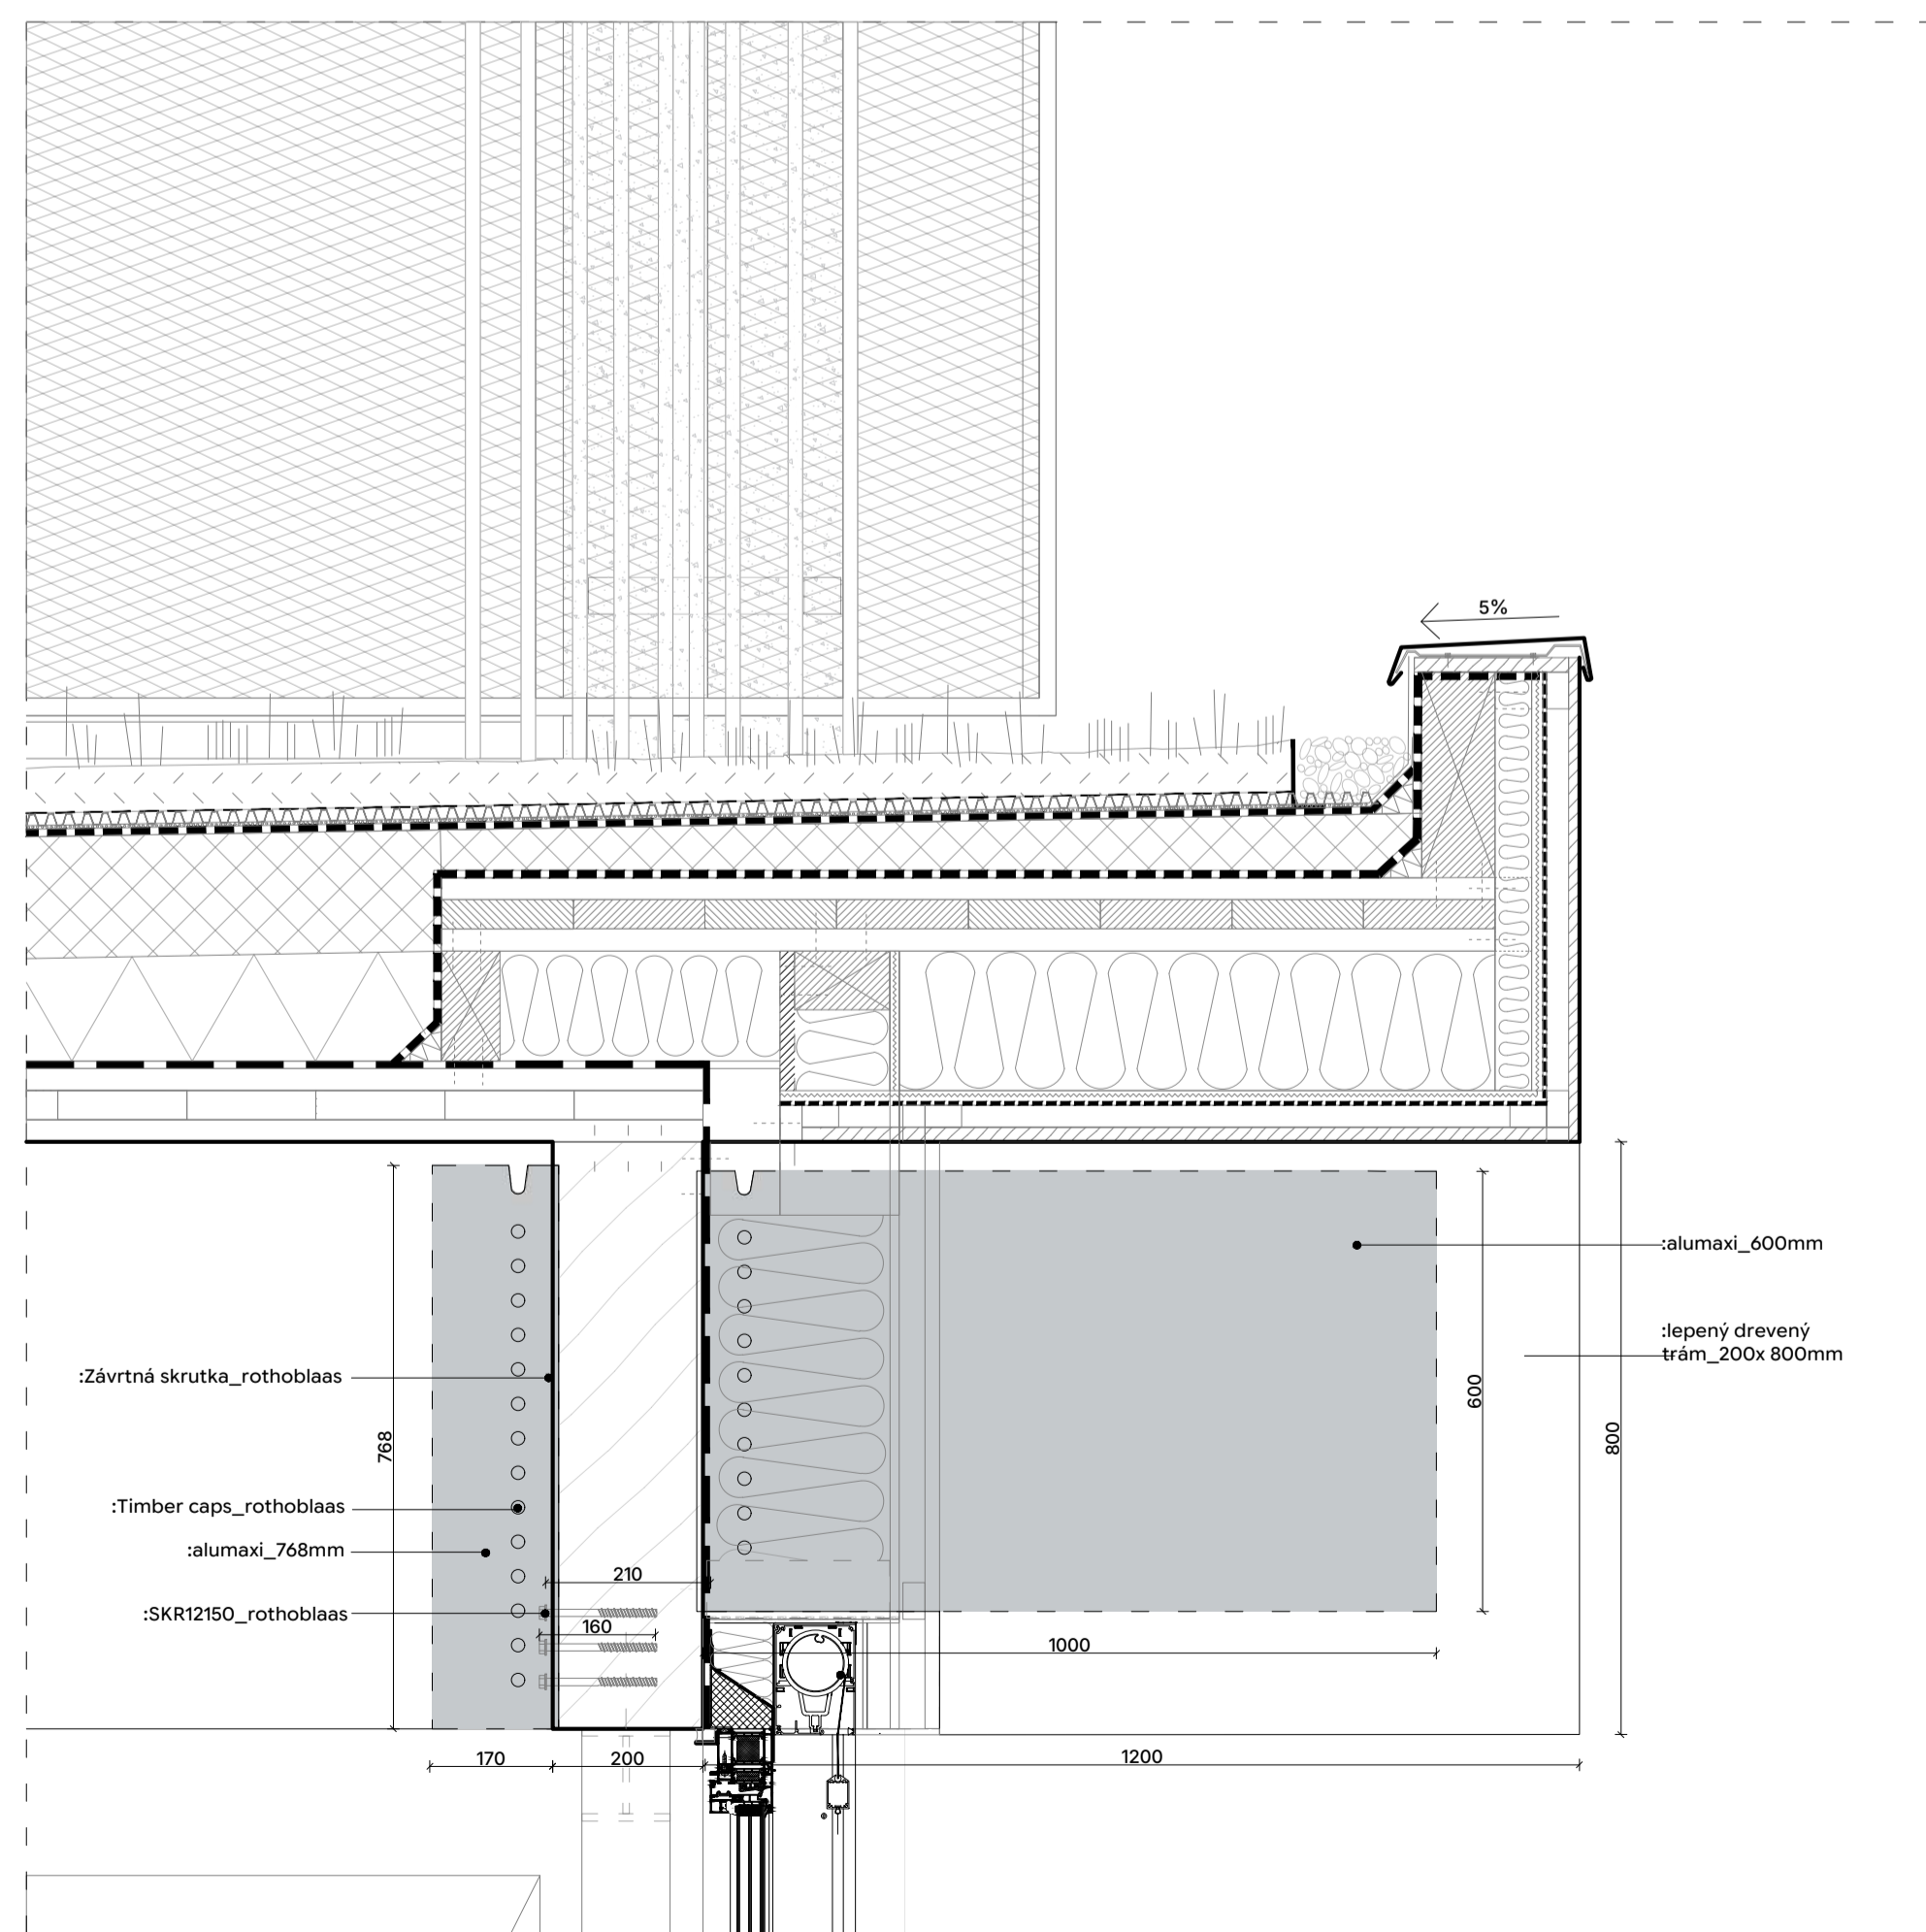 5%
:alumaxi_600mm
:lepený drevený
trám_200x 800mm
:Závrtná skrutka_rothoblaas
600
800
768
:Timber caps_rothoblaas
:alumaxi_768mm
210
:SKR12150_rothoblaas
160
1000
170
200
1200